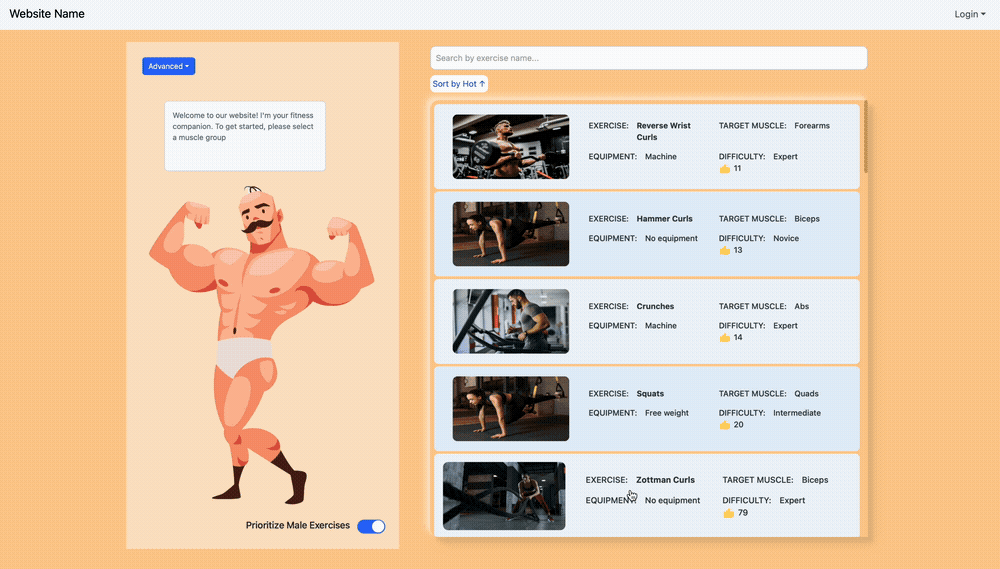 Website Name
Login
Advanced
Welcome to our website! I'm your fitness
companion. To get started, please select
a muscle group
Prioritize Male Exercises
Search by exercise name...
Sort by Hot ↑
EXERCISE: Reverse Wrist Curls
TARGET MUSCLE: Forearms
EQUIPMENT: Machine
DIFFICULTY: Expert
11
EXERCISE: Hammer Curls
TARGET MUSCLE: Biceps
EQUIPMENT: No equipment
DIFFICULTY: Novice
13
EXERCISE: Crunches
TARGET MUSCLE: Abs
EQUIPMENT: Machine
DIFFICULTY: Expert
14
EXERCISE: Squats
TARGET MUSCLE: Quads
EQUIPMENT: Free weight
DIFFICULTY: Intermediate
20
EXERCISE: Zottman Curls
TARGET MUSCLE: Biceps
EQUIPMENT: No equipment
DIFFICULTY: Expert
79